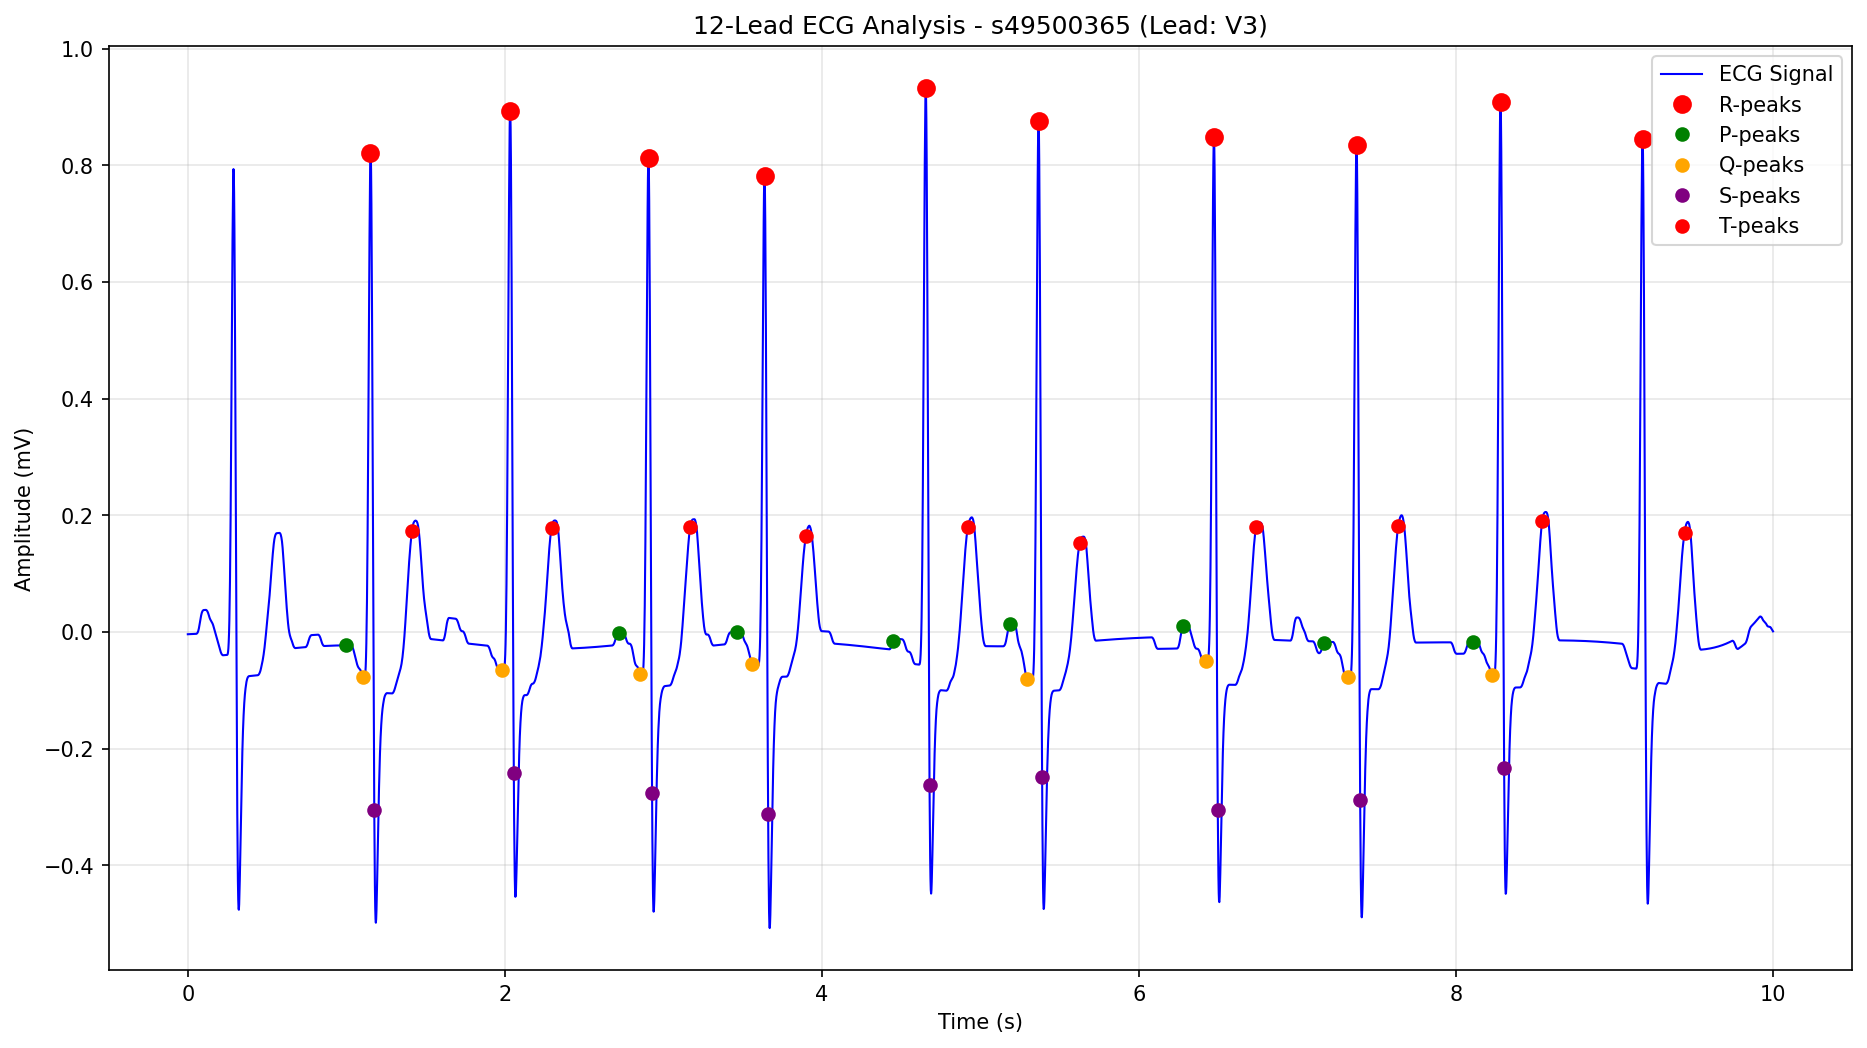 12-Lead ECG Analysis - s49500365 (Lead: V3)
1.0
0.8
0.6
0.4
0.2
0.0
−0.2
−0.4
Amplitude (mV)
ECG Signal
R-peaks
P-peaks
Q-peaks
S-peaks
T-peaks
0 2 4 6 8 10
Time (s)